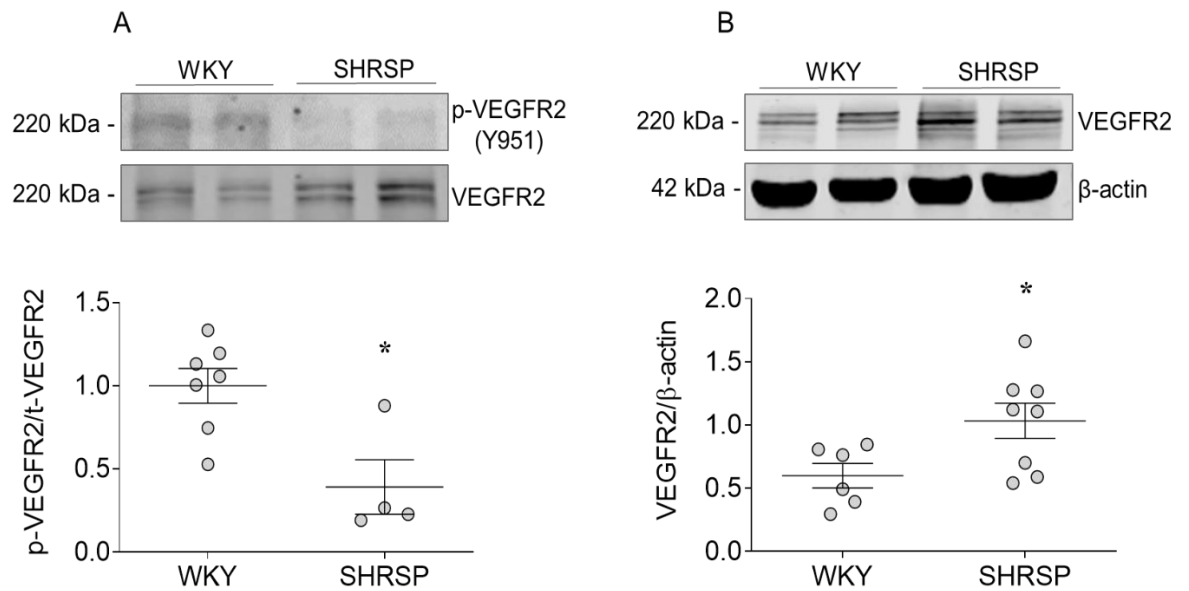 A
WKY SHRSP
220 kDa - p-VEGFR2
(Y951)
220 kDa - VEGFR2
p-VEGFR2/t-VEGFR2
1.5
*
1.0
0.5
0.0
WKY SHRSP
B
WKY SHRSP
220 kDa - VEGFR2
42 kDa - β-actin
VEGFR2/β-actin
*
2.0
1.5
1.0
0.5
0.0
WKY SHRSP